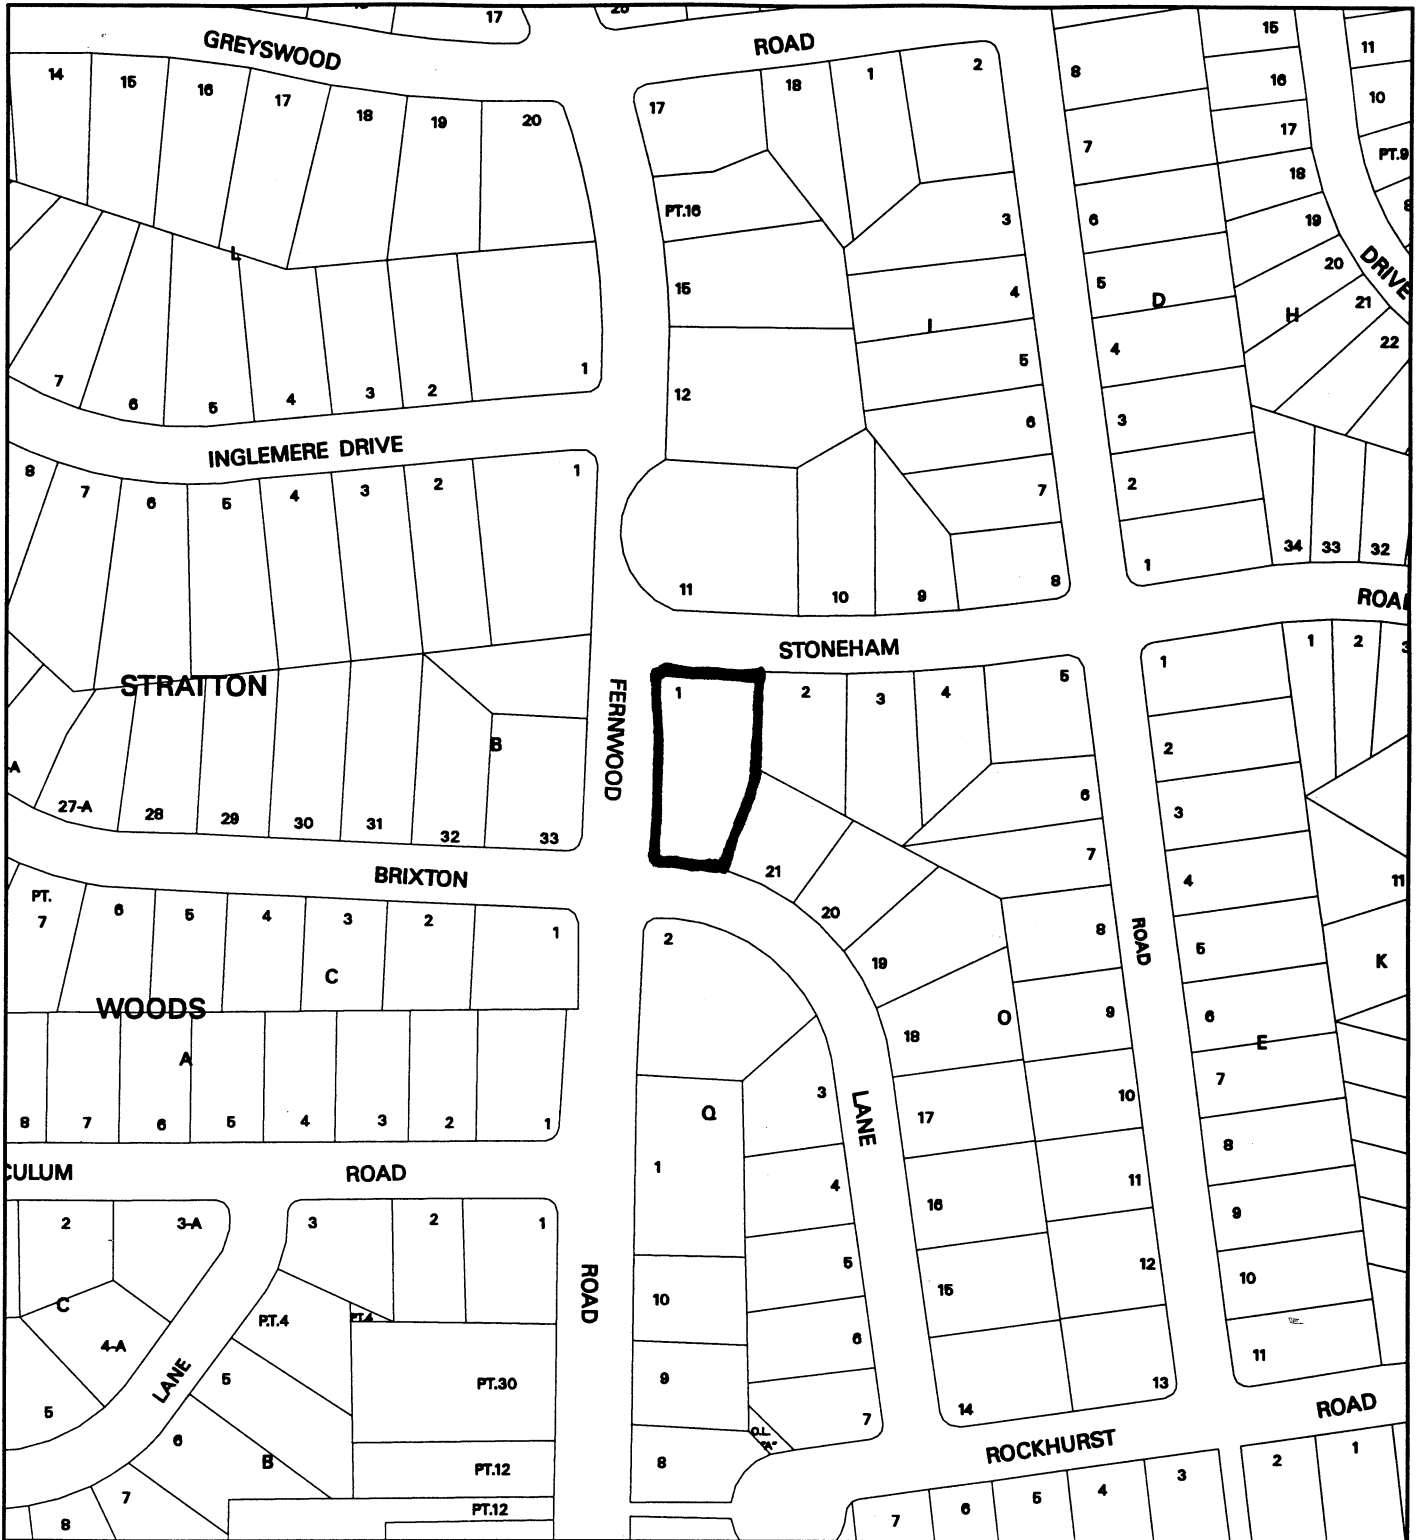 17
20
GREYSWOOD
ROAD
14 15 16 17 18 19 20
17 18 1 2
8 15 11
16 10
7 17 PT.9
PT.16 18 8
3 6 19
L 20 DRIVE
15 4 5 D H 21
I 22
7 6 5 4 3 2 1
5 4
12 6 3
INGLEMERE DRIVE
8 7 6 5 4 3 2 1
7 2
11 10 9 8 1 34 33 32
ROAD
STONEHAM
STRATTON
FERNWOOD
1 2 3 4 5 1 1 2 3
B 2
-A 6
27-A 28 29 30 31 32 33
3
7
BRIXTON
21 4 11
PT.
7 6 5 4 3 2 1
20 8 ROAD
2 5
C 19 K
WOODS
18 O 9 6
A E
7
Q 3 LANE 17 10
8 7 6 5 4 3 2 1
8
CULUM ROAD
1 4 16 11
2 3-A 3 2 1 9
ROAD
5 15 12 10
C 10
P.T.4 PT.4
4-A 6 11
LANE 5 PT.30 9
5 7 14 13
O.L.
"A"
ROAD
ROCKHURST
6 B PT.12 8
7 PT.12
8
7 6 5 4 3 2 1